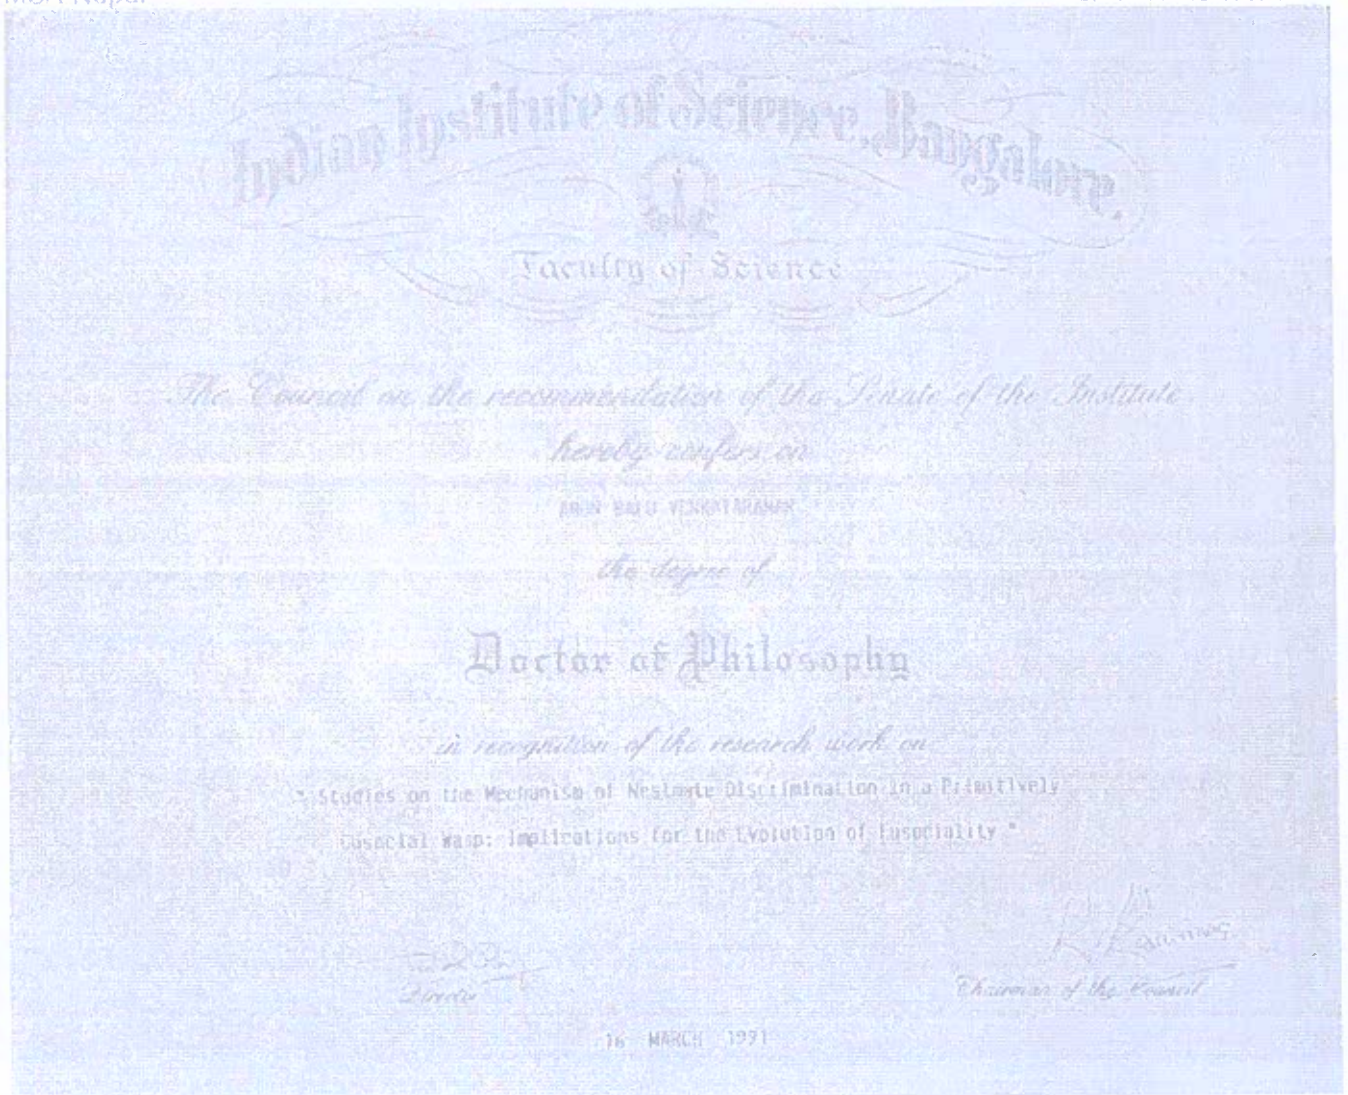 Indian Institute of Science, Bangalore.
Faculty of Science
The Council on the recommendation of the Senate of the Institute
hereby confers on
VENKATARAMAN
the degree of
Doctor of Philosophy
in recognition of the research work on
" Studies on the Mechanism of Nestmate Discrimination in a Primitively
Eusocial Wasp: Implications for the Evolution of Eusociality "
Director
Chairman of the Council
16 MARCH 1991